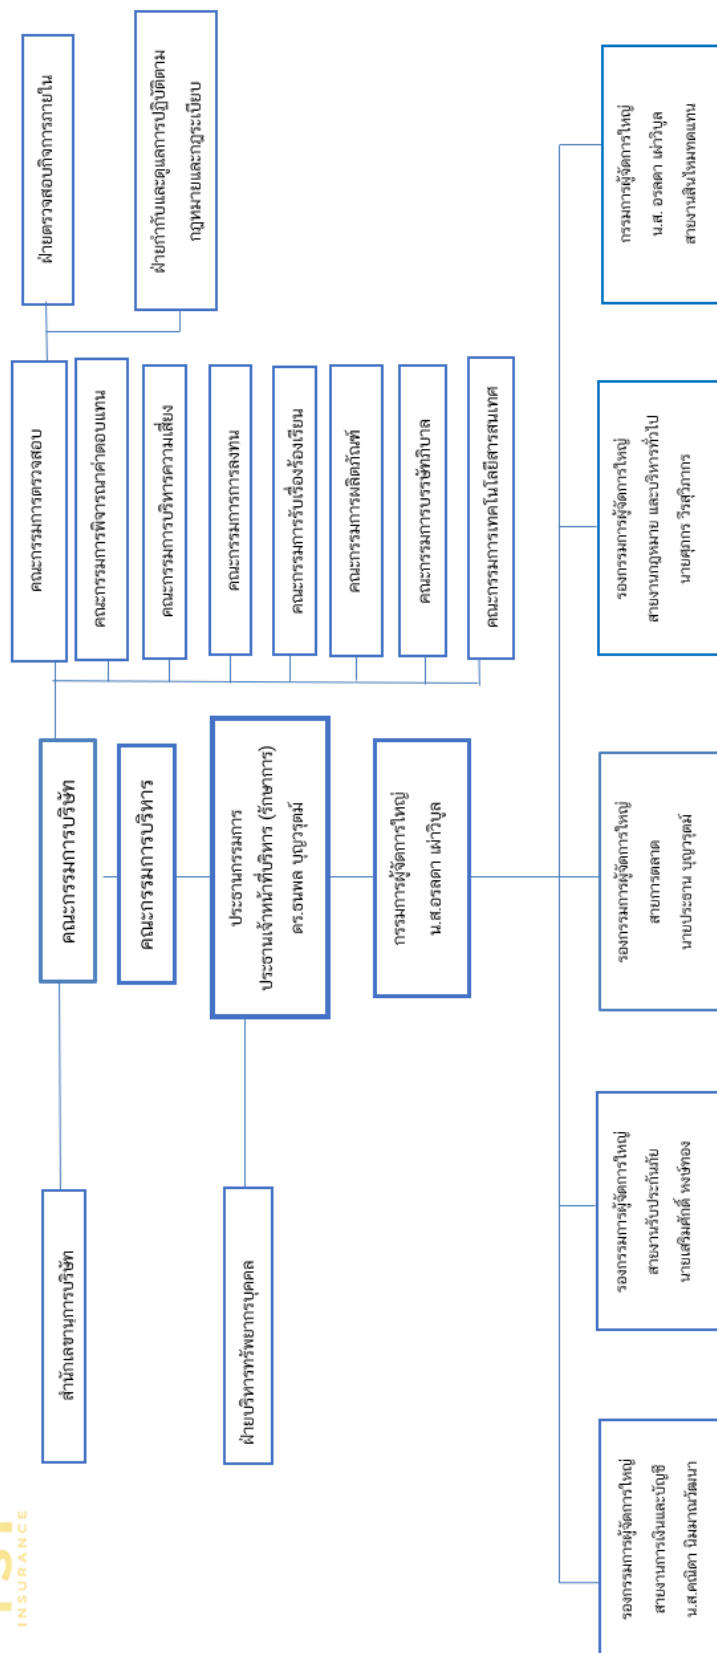 INSURANCE
คณะกรรมการบริษัท
สำนักเลขานุการบริษัท
คณะกรรมการตรวจสอบ
ฝ่ายตรวจสอบกิจการภายใน
ฝ่ายกำกับและดูแลการปฏิบัติตาม
กฎหมายและกฎระเบียบ
คณะกรรมการพิจารณาค่าตอบแทน
คณะกรรมการบริหารความเสี่ยง
คณะกรรมการการลงทุน
คณะกรรมการรับเรื่องร้องเรียน
คณะกรรมการผลิตภัณฑ์
คณะกรรมการบรรษัทภิบาล
คณะกรรมการเทคโนโลยีสารสนเทศ
คณะกรรมการบริหาร
ประธานกรรมการ
ประธานเจ้าหน้าที่บริหาร (รักษาการ)
ดร.ธนพล บุญวรุตม์
ฝ่ายบริหารทรัพยากรบุคคล
กรรมการผู้จัดการใหญ่
น.ส.อรลดา เผ่าวิบูล
รองกรรมการผู้จัดการใหญ่
สายงานการเงินและบัญชี
น.ส.คณิตา นิมมาณวัฒนา
รองกรรมการผู้จัดการใหญ่
สายงานรับประกันภัย
นายเสริมศักดิ์ หงษ์ทอง
รองกรรมการผู้จัดการใหญ่
สายการตลาด
นายประธาน บุญวรุตม์
รองกรรมการผู้จัดการใหญ่
สายงานกฎหมาย และบริหารทั่วไป
นายศุภกร วิรสุวิภากร
กรรมการผู้จัดการใหญ่
น.ส. อรลดา เผ่าวิบูล
สายงานสินไหมทดแทน